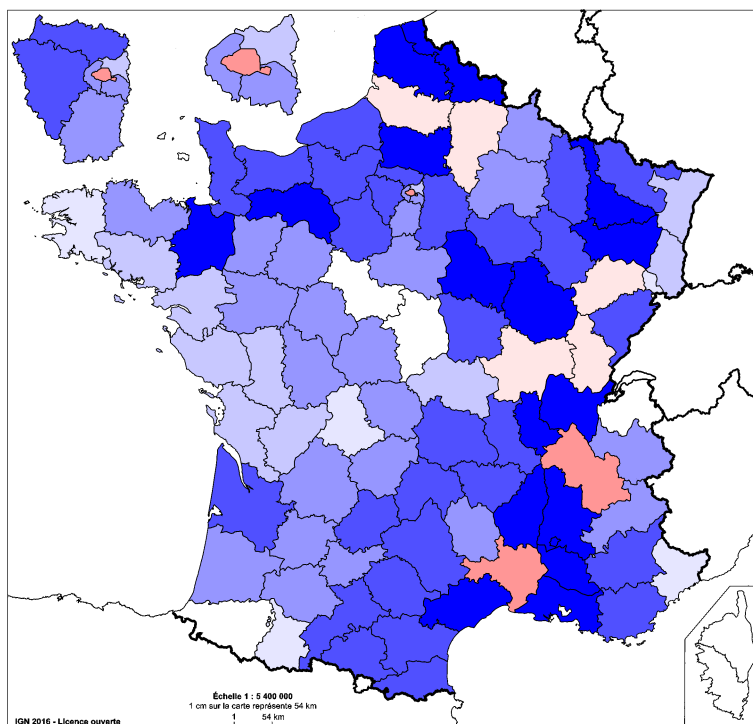 Échelle 1 : 5 400 000
1 cm sur la carte représente 54 km
1 54 km
IGN 2016 - Licence ouverte